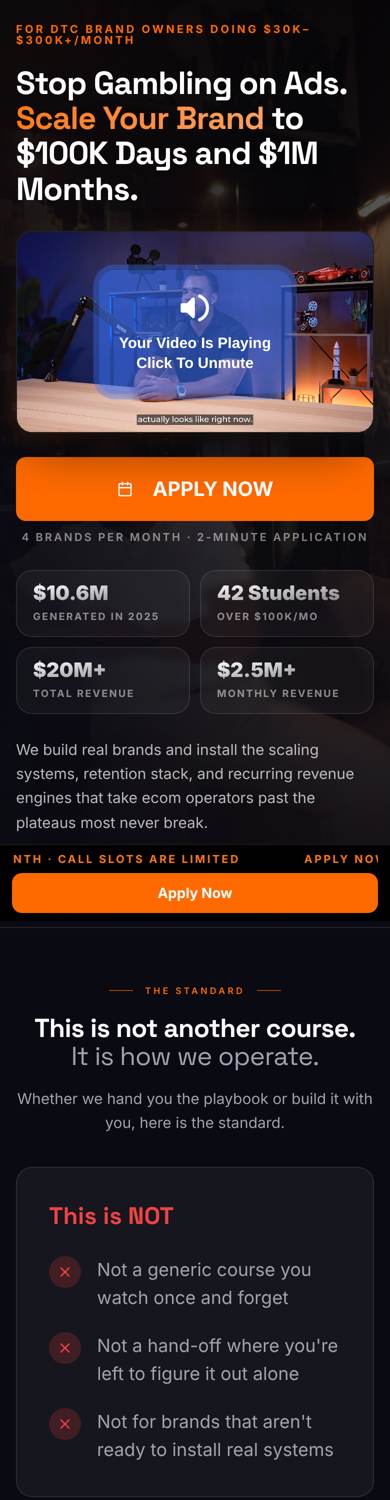 FOR DTC BRAND OWNERS DOING $30K–
$300K+/MONTH
Stop Gambling on Ads.
Scale Your Brand to
$100K Days and $1M
Months.
Your Video Is Playing
Click To Unmute
actually looks like right now.
APPLY NOW
4 BRANDS PER MONTH · 2-MINUTE APPLICATION
$10.6M
GENERATED IN 2025
42 Students
OVER $100K/MO
$20M+
TOTAL REVENUE
$2.5M+
MONTHLY REVENUE
We build real brands and install the scaling
systems, retention stack, and recurring revenue
engines that take ecom operators past the
plateaus most never break.
NTH · CALL SLOTS ARE LIMITED APPLY NOW
Apply Now
THE STANDARD
This is not another course.
It is how we operate.
Whether we hand you the playbook or build it with
you, here is the standard.
This is NOT
Not a generic course you
watch once and forget
Not a hand-off where you're
left to figure it out alone
Not for brands that aren't
ready to install real systems